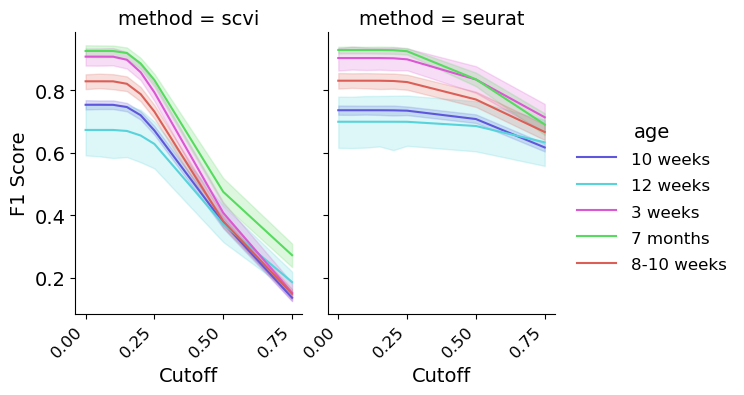 method = scvi
method = seurat
F1 Score
0.8
0.6
0.4
0.2
0.00
0.25
0.50
0.75
0.00
0.25
0.50
0.75
Cutoff
Cutoff
age
10 weeks
12 weeks
3 weeks
7 months
8-10 weeks